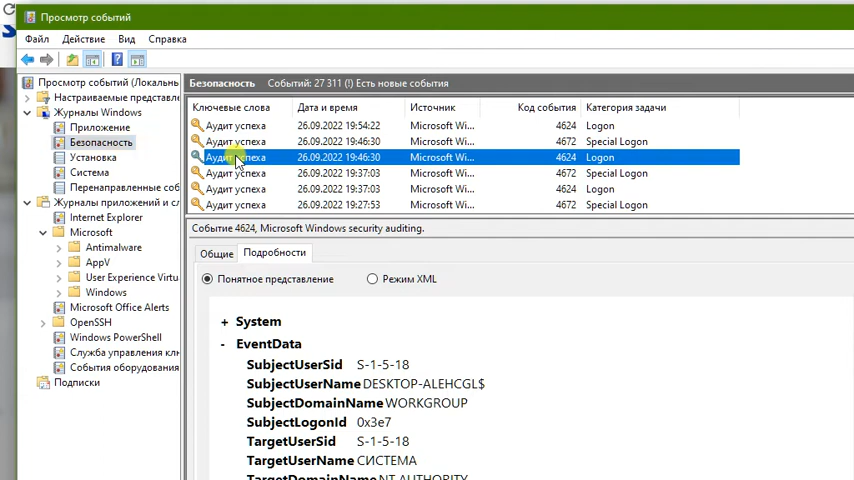 Просмотр событий
Файл Действие Вид Справка
Просмотр событий (Локальны
Настраиваемые представле
Журналы Windows
Приложение
Безопасность
Установка
Система
Перенаправленные соб
Журналы приложений и сл
Internet Explorer
Microsoft
Antimalware
AppV
User Experience Virtu
Windows
Microsoft Office Alerts
OpenSSH
Windows PowerShell
Служба управления клн
События оборудования
Подписки
Безопасность Событий: 27 311 (!) Есть новые события
Ключевые слова Дата и время Источник Код события Категория задачи
Аудит успеха 26.09.2022 19:54:22 Microsoft Wi... 4624 Logon
Аудит успеха 26.09.2022 19:46:30 Microsoft Wi... 4672 Special Logon
Аудит успеха 26.09.2022 19:46:30 Microsoft Wi... 4624 Logon
Аудит успеха 26.09.2022 19:37:03 Microsoft Wi... 4672 Special Logon
Аудит успеха 26.09.2022 19:37:03 Microsoft Wi... 4624 Logon
Аудит успеха 26.09.2022 19:27:53 Microsoft Wi... 4672 Special Logon
Событие 4624, Microsoft Windows security auditing.
Общие Подробности
Понятное представление Режим XML
+ System
- EventData
SubjectUserSid S-1-5-18
SubjectUserName DESKTOP-ALEHCGL$
SubjectDomainName WORKGROUP
SubjectLogonId 0x3e7
TargetUserSid S-1-5-18
TargetUserName СИСТЕМА
TargetDomainName NT AUTHORITY